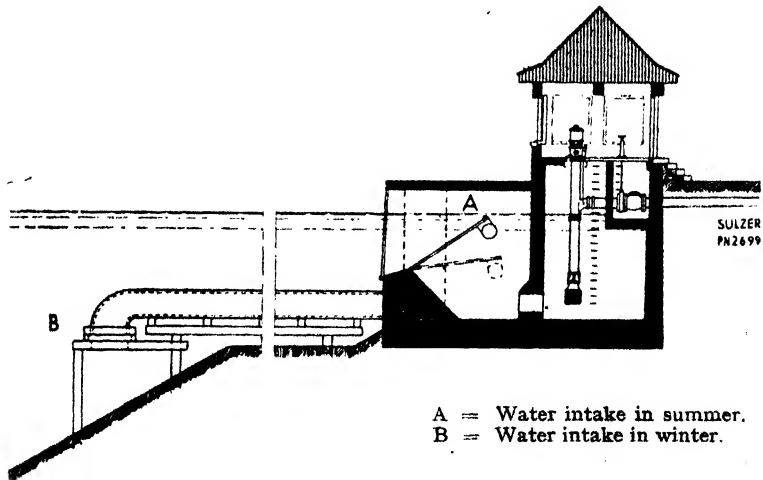 A
SULZER
PN2699
B
A = Water intake in summer.
B = Water intake in winter.